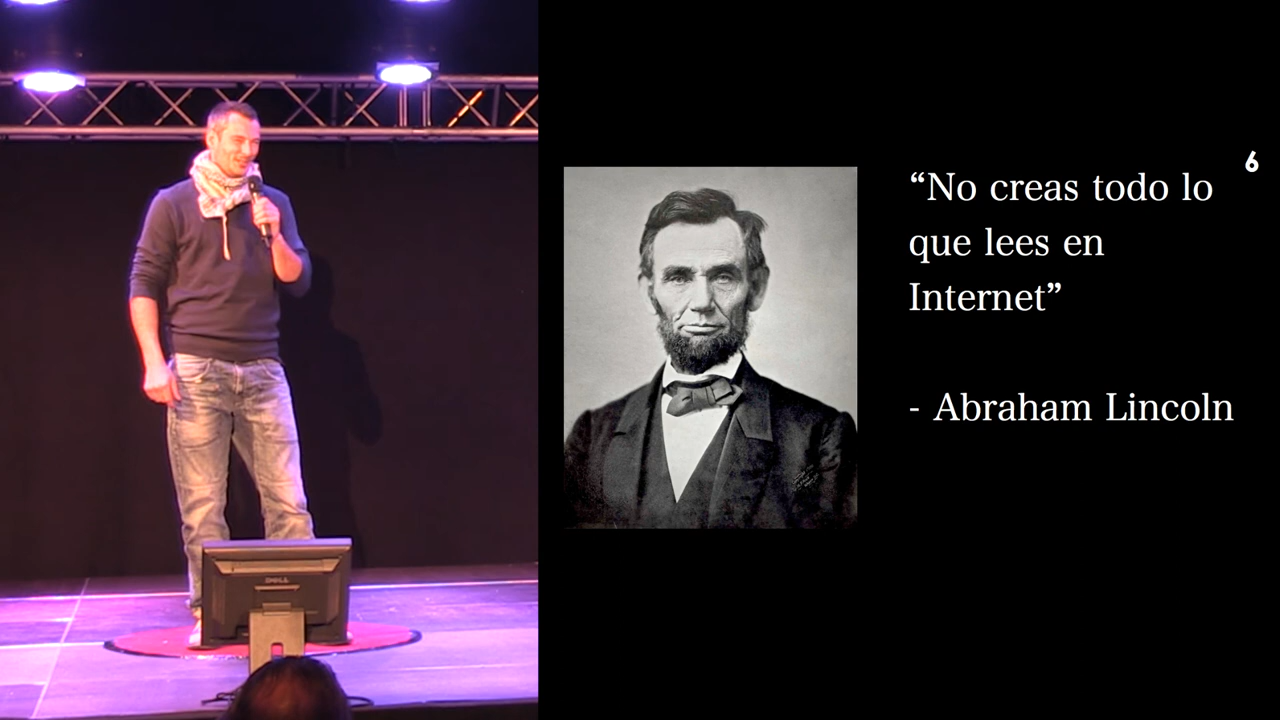 6
“No creas todo lo
que lees en
Internet”
- Abraham Lincoln
DELL